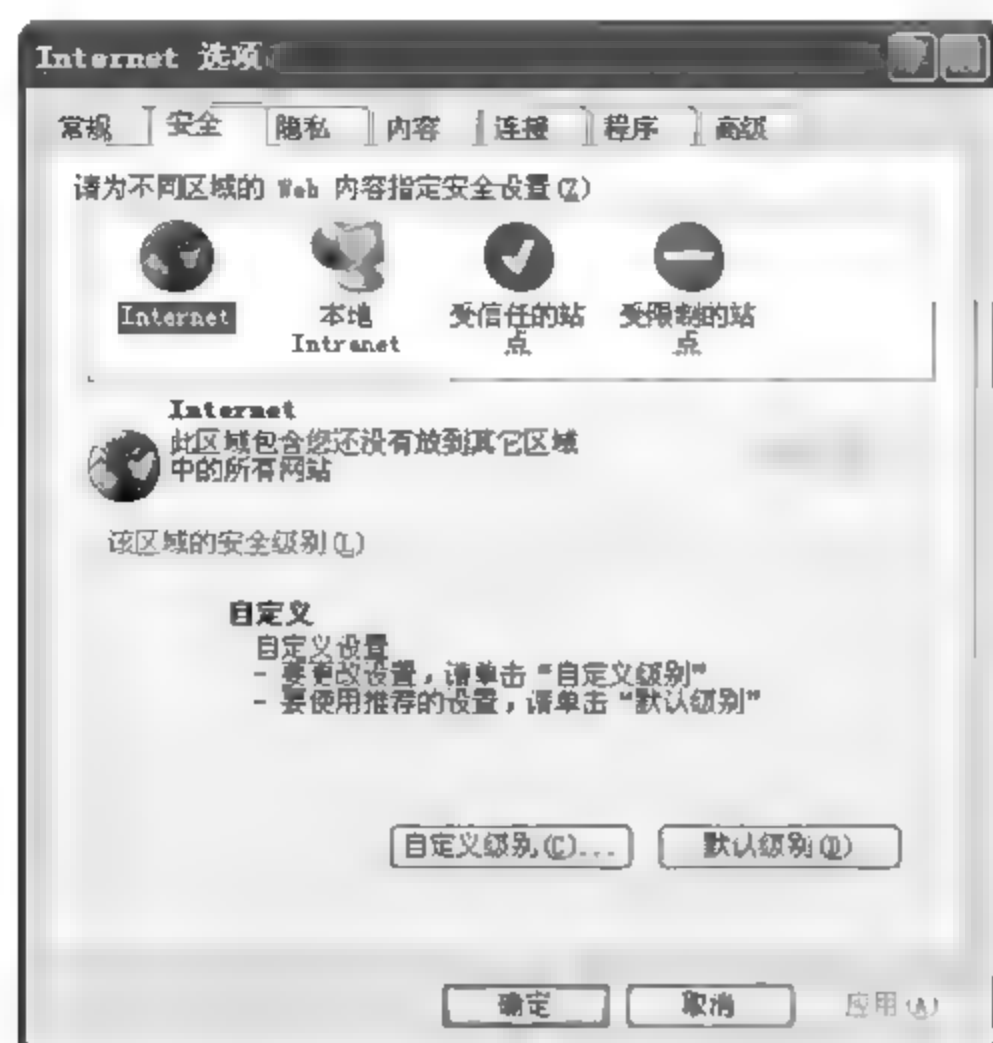 Internet 选项
常规 安全 隐私 内容 连接 程序 高级
请为不同区域的 Web 内容指定安全设置(Z)
Internet
本地
Intranet
受信任的站
点
受限制的站
点
Internet
此区域包含您还没有放到其它区域
中的所有网站
该区域的安全级别(L)
自定义
自定义设置
- 要更改设置，请单击“自定义级别”
- 要使用推荐的设置，请单击“默认级别”
自定义级别(C)... 默认级别(D)
确定 取消 应用(A)